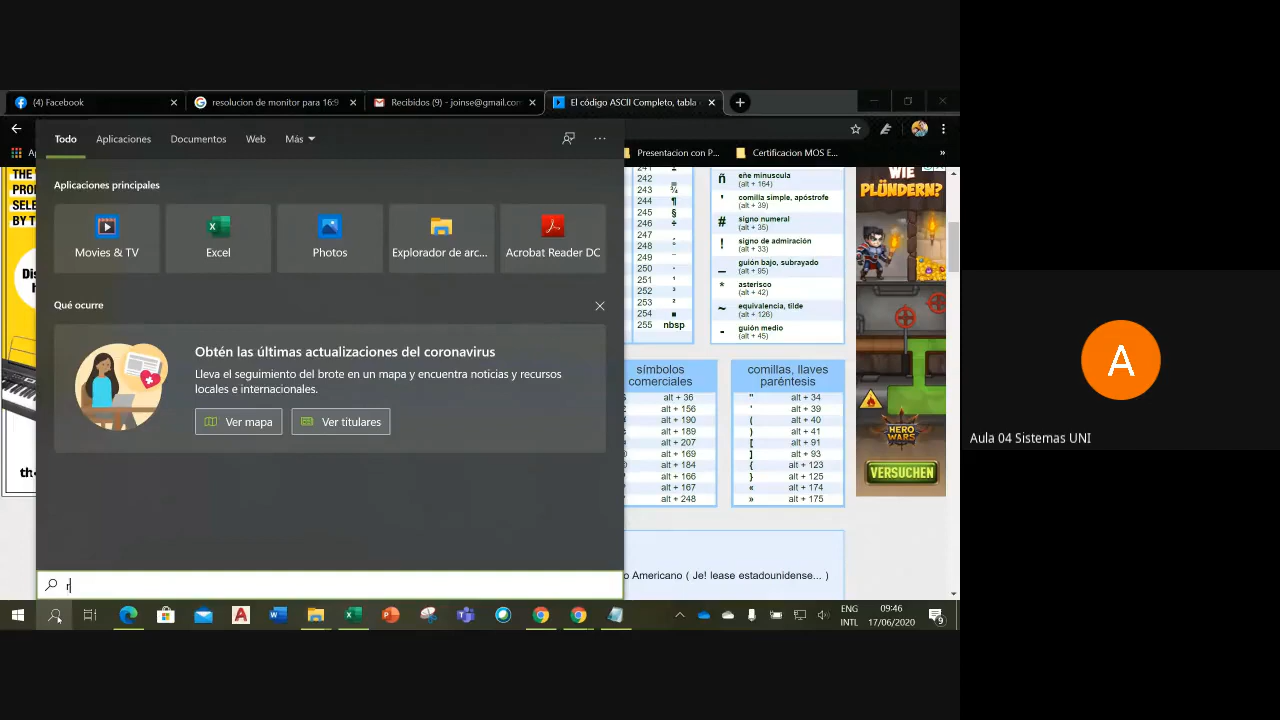 (4) Facebook
resolucion de monitor para 16:9
Recibidos (9) - joinse@gmail.com
El código ASCII Completo, tabla
Presentacion con P...
Certificacion MOS E...
Todo
Aplicaciones
Documentos
Web
Más
Aplicaciones principales
Movies & TV
Excel
Photos
Explorador de arc...
Acrobat Reader DC
Qué ocurre
Obtén las últimas actualizaciones del coronavirus
Lleva el seguimiento del brote en un mapa y encuentra noticias y recursos
locales e internacionales.
Ver mapa
Ver titulares
r
THE
BY T
242
243 ¾
244 ¶
245 §
246 ÷
247
248 °
249 ¨
250
251 ¹
252 ³
253 ²
254 ■
255 nbsp
ñ eñe minuscula
(alt + 164)
' comilla simple, apóstrofe
(alt + 39)
# signo numeral
(alt + 35)
! signo de admiración
(alt + 33)
_ guión bajo, subrayado
(alt + 95)
* asterisco
(alt + 42)
~ equivalencia, tilde
(alt + 126)
- guión medio
(alt + 45)
símbolos
comerciales
alt + 36
alt + 156
alt + 190
alt + 189
alt + 207
alt + 169
alt + 184
alt + 166
alt + 167
alt + 248
comillas, llaves
paréntesis
" alt + 34
' alt + 39
( alt + 40
) alt + 41
[ alt + 91
] alt + 93
{ alt + 123
} alt + 125
« alt + 174
» alt + 175
o Americano ( Je! lease estadounidense... )
WIE
PLÜNDERN?
HERO
WARS
VERSUCHEN
ENG
INTL
09:46
17/06/2020
9
A
Aula 04 Sistemas UNI